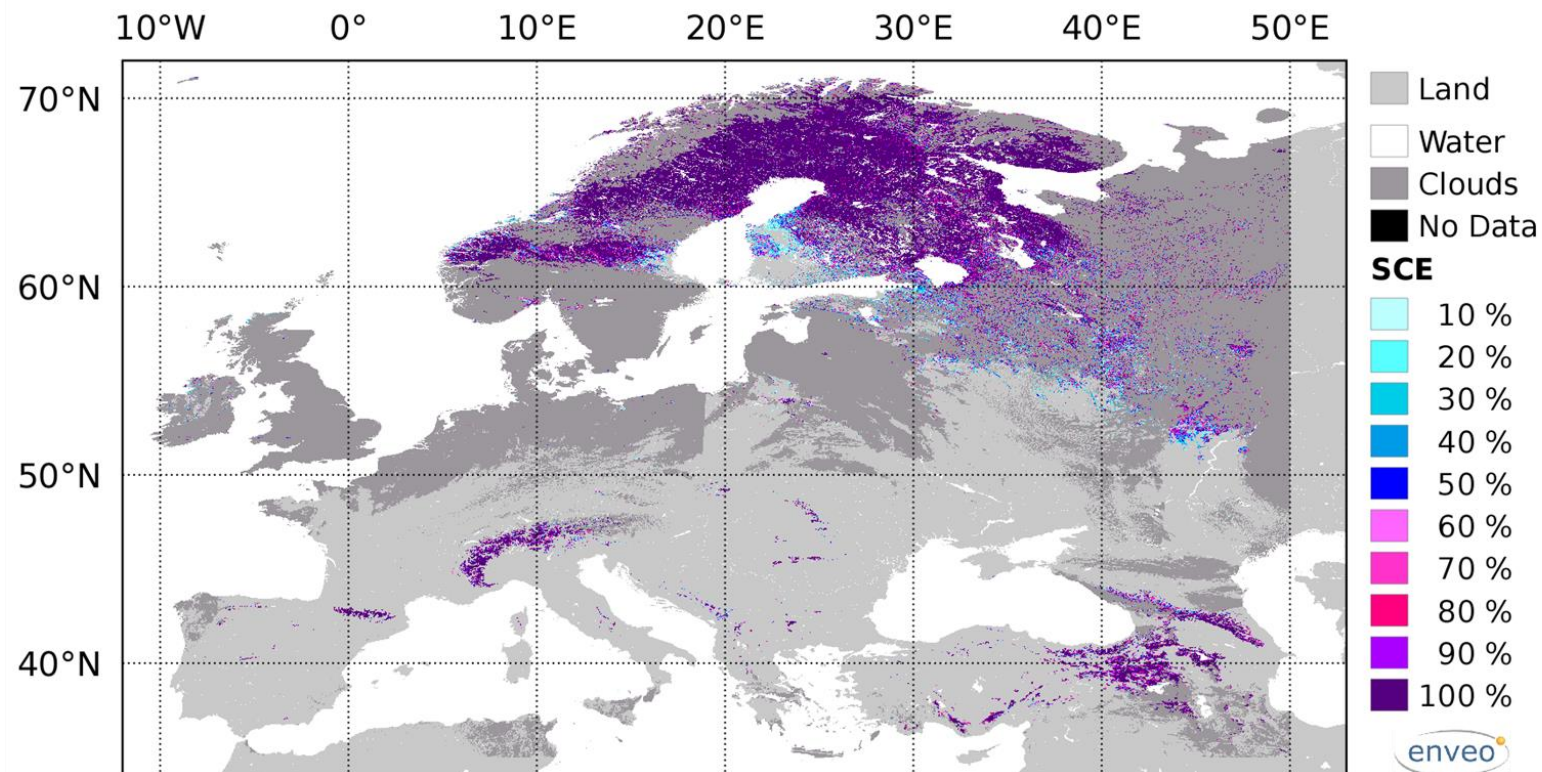 10°W 0° 10°E 20°E 30°E 40°E 50°E
70°N
60°N
50°N
40°N
Land
Water
Clouds
No Data
SCE
10 %
20 %
30 %
40 %
50 %
60 %
70 %
80 %
90 %
100 %
enveo